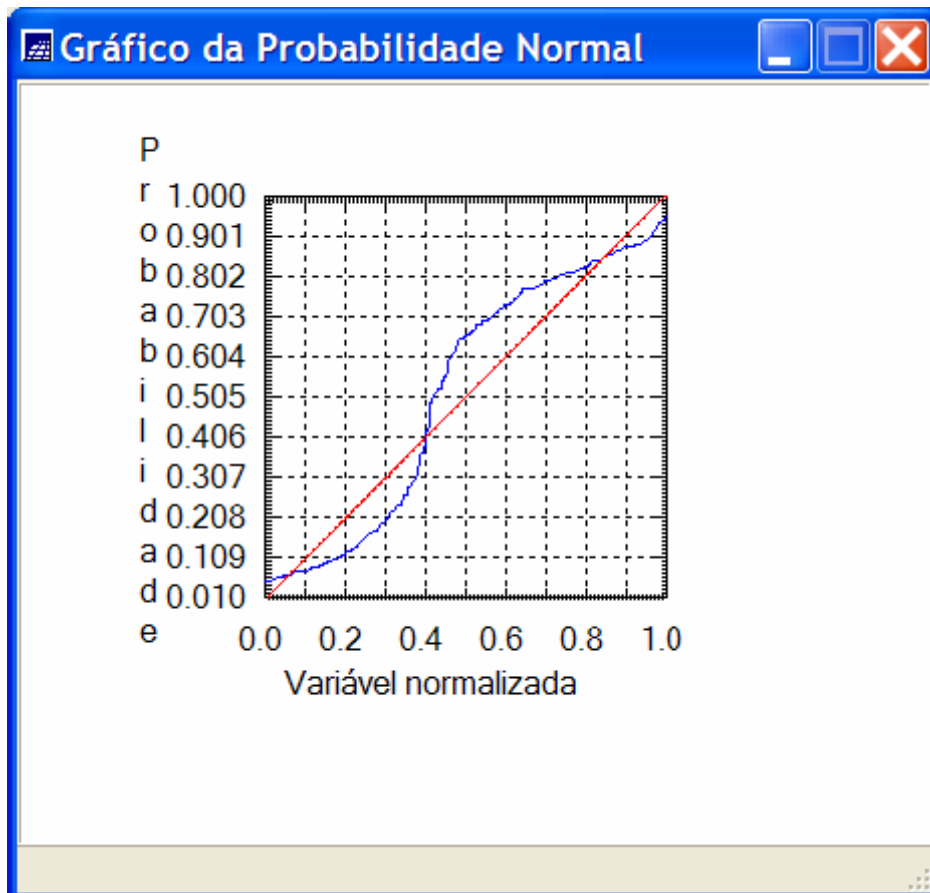 Gráfico da Probabilidade Normal
P
r
o
b
a
b
i
l
i
d
a
d
e
1.000
0.901
0.802
0.703
0.604
0.505
0.406
0.307
0.208
0.109
0.010
0.0 0.2 0.4 0.6 0.8 1.0
Variável normalizada